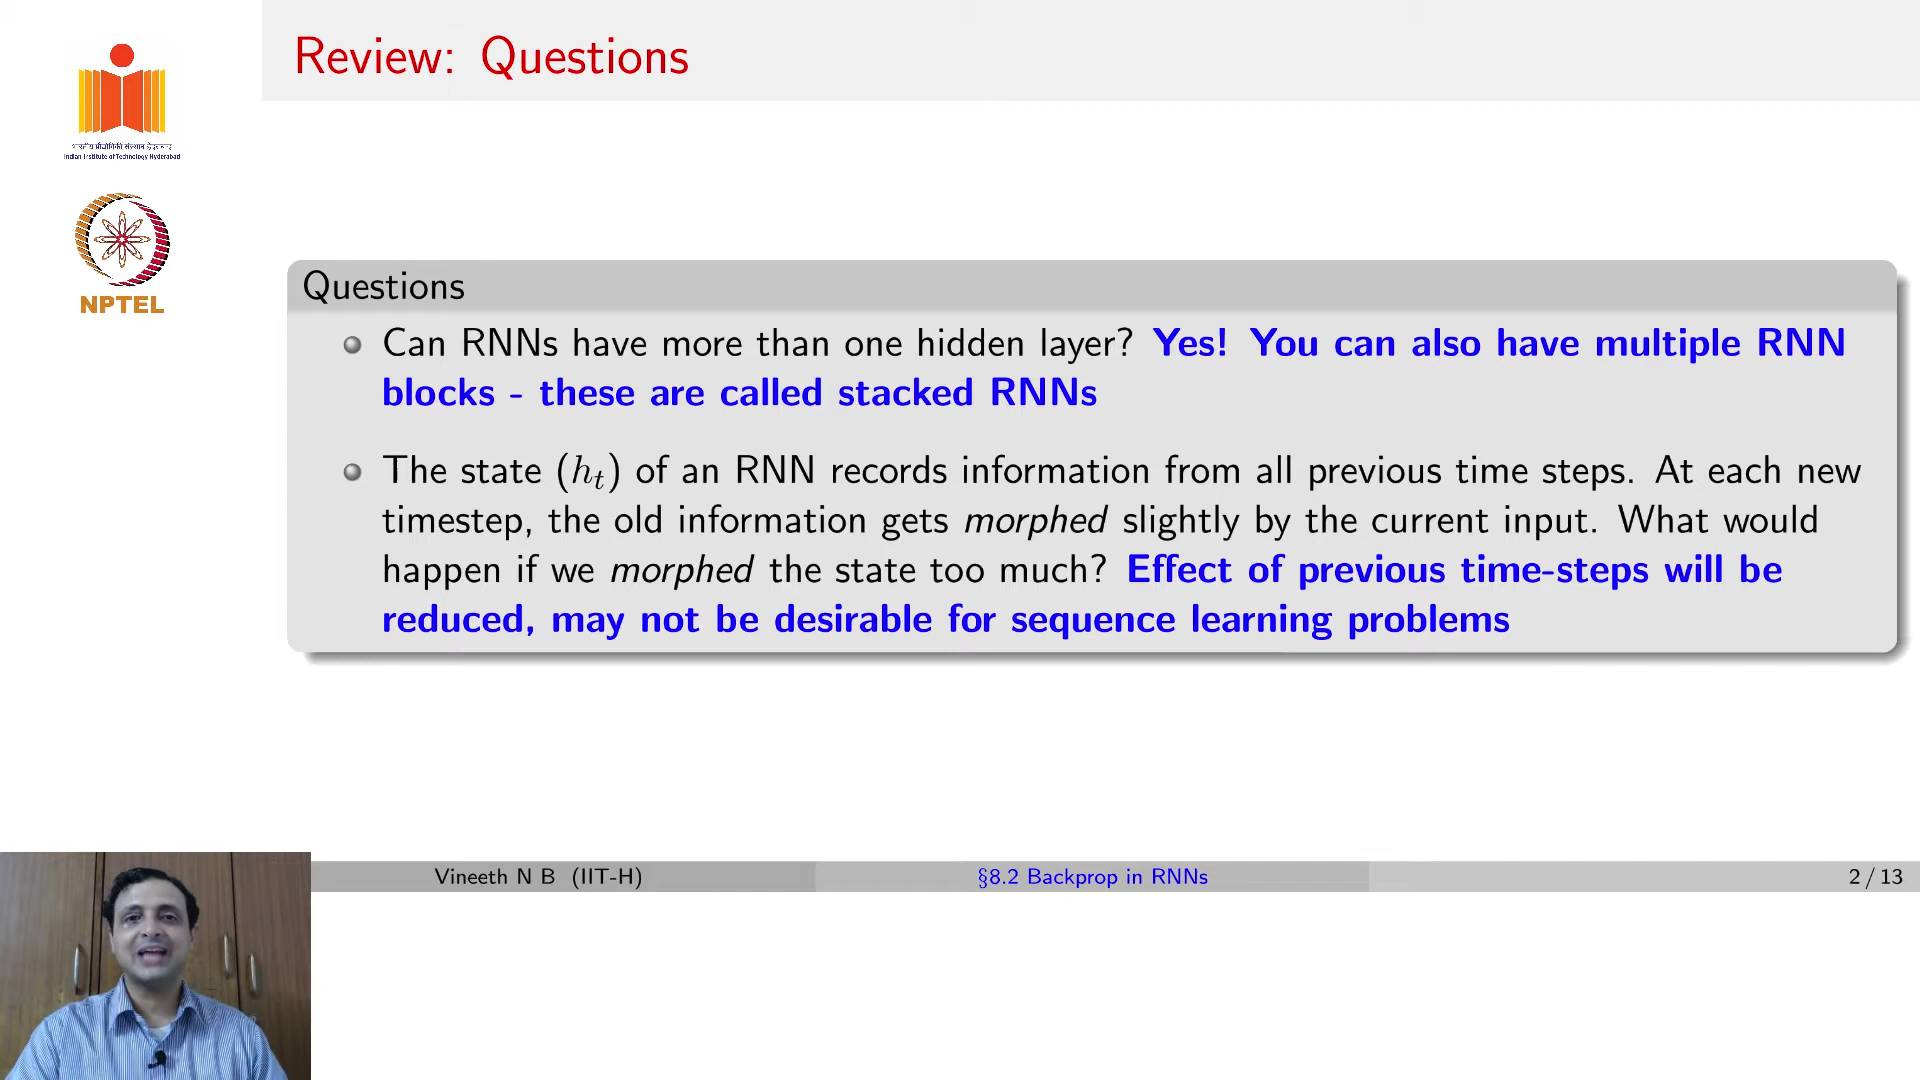 Review: Questions
भारतीय प्रौद्योगिकी संस्थान हैदराबाद
Indian Institute of Technology Hyderabad
NPTEL
Questions
Can RNNs have more than one hidden layer? Yes! You can also have multiple RNN
blocks - these are called stacked RNNs
The state (hₜ) of an RNN records information from all previous time steps. At each new
timestep, the old information gets morphed slightly by the current input. What would
happen if we morphed the state too much? Effect of previous time-steps will be
reduced, may not be desirable for sequence learning problems
Vineeth N B (IIT-H)
§8.2 Backprop in RNNs
2 / 13